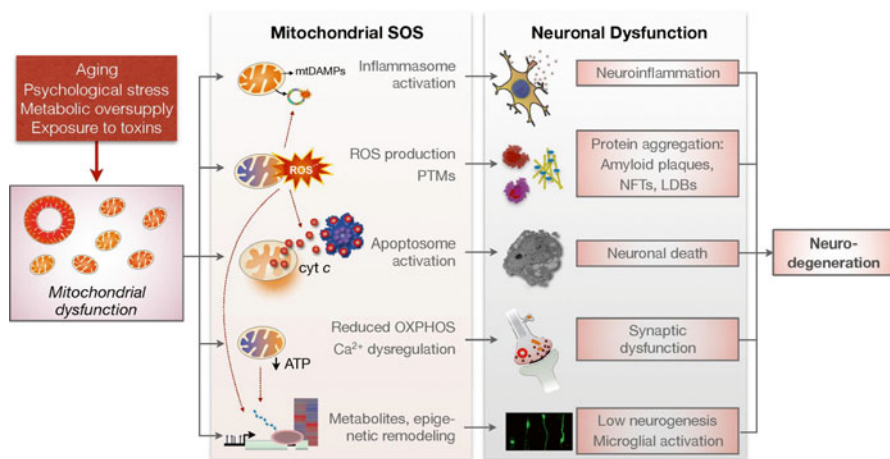 Aging
Psychological stress
Metabolic oversupply
Exposure to toxins
Mitochondrial
dysfunction
Mitochondrial SOS
mtDAMPs
Inflammasome
activation
ROS
ROS production
PTMs
cyt c
Apoptosome
activation
ATP
Reduced OXPHOS
Ca²⁺ dysregulation
Metabolites, epige-
netic remodeling
Neuronal Dysfunction
Neuroinflammation
Protein aggregation:
Amyloid plaques,
NFTs, LDBs
Neuronal death
Synaptic
dysfunction
Low neurogenesis
Microglial activation
Neuro-
degeneration